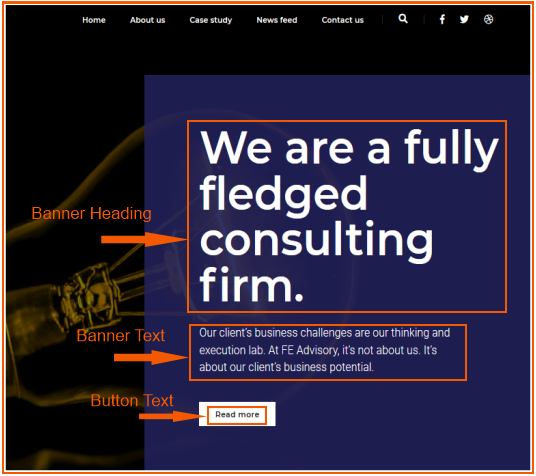 Home About us Case study News feed Contact us
We are a fully
fledged
Banner Heading
consulting
firm.
Banner Text
Our client's business challenges are our thinking and
execution lab. At FE Advisory, it's not about us. It's
about our client's business potential.
Button Text
Read more